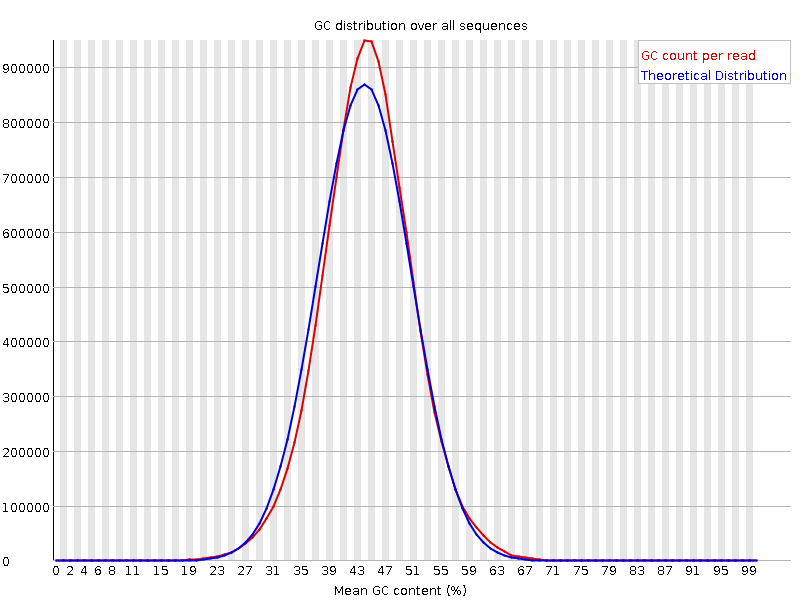 GC distribution over all sequences
GC count per read
Theoretical Distribution
900000
800000
700000
600000
500000
400000
300000
200000
100000
0
0 2 4 6 8 11 15 19 23 27 31 35 39 43 47 51 55 59 63 67 71 75 79 83 87 91 95 99
Mean GC content (%)